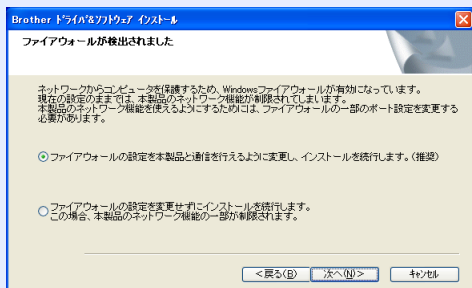 Brother ドライバ&ソフトウェア インストール
ファイアウォールが検出されました
ネットワークからコンピュータを保護するため、Windowsファイアウォールが有効になっています。
現在の設定のままでは、本製品のネットワーク機能が制限されてしまいます。
本製品のネットワーク機能を使えるようにするためには、ファイアウォールの一部のポート設定を変更する
必要があります。
ファイアウォールの設定を本製品と通信を行えるように変更し、インストールを続行します。(推奨)
ファイアウォールの設定を変更せずにインストールを続行します。
この場合、本製品のネットワーク機能の一部が制限されます。
<戻る(B) 次へ(N)> キャンセル